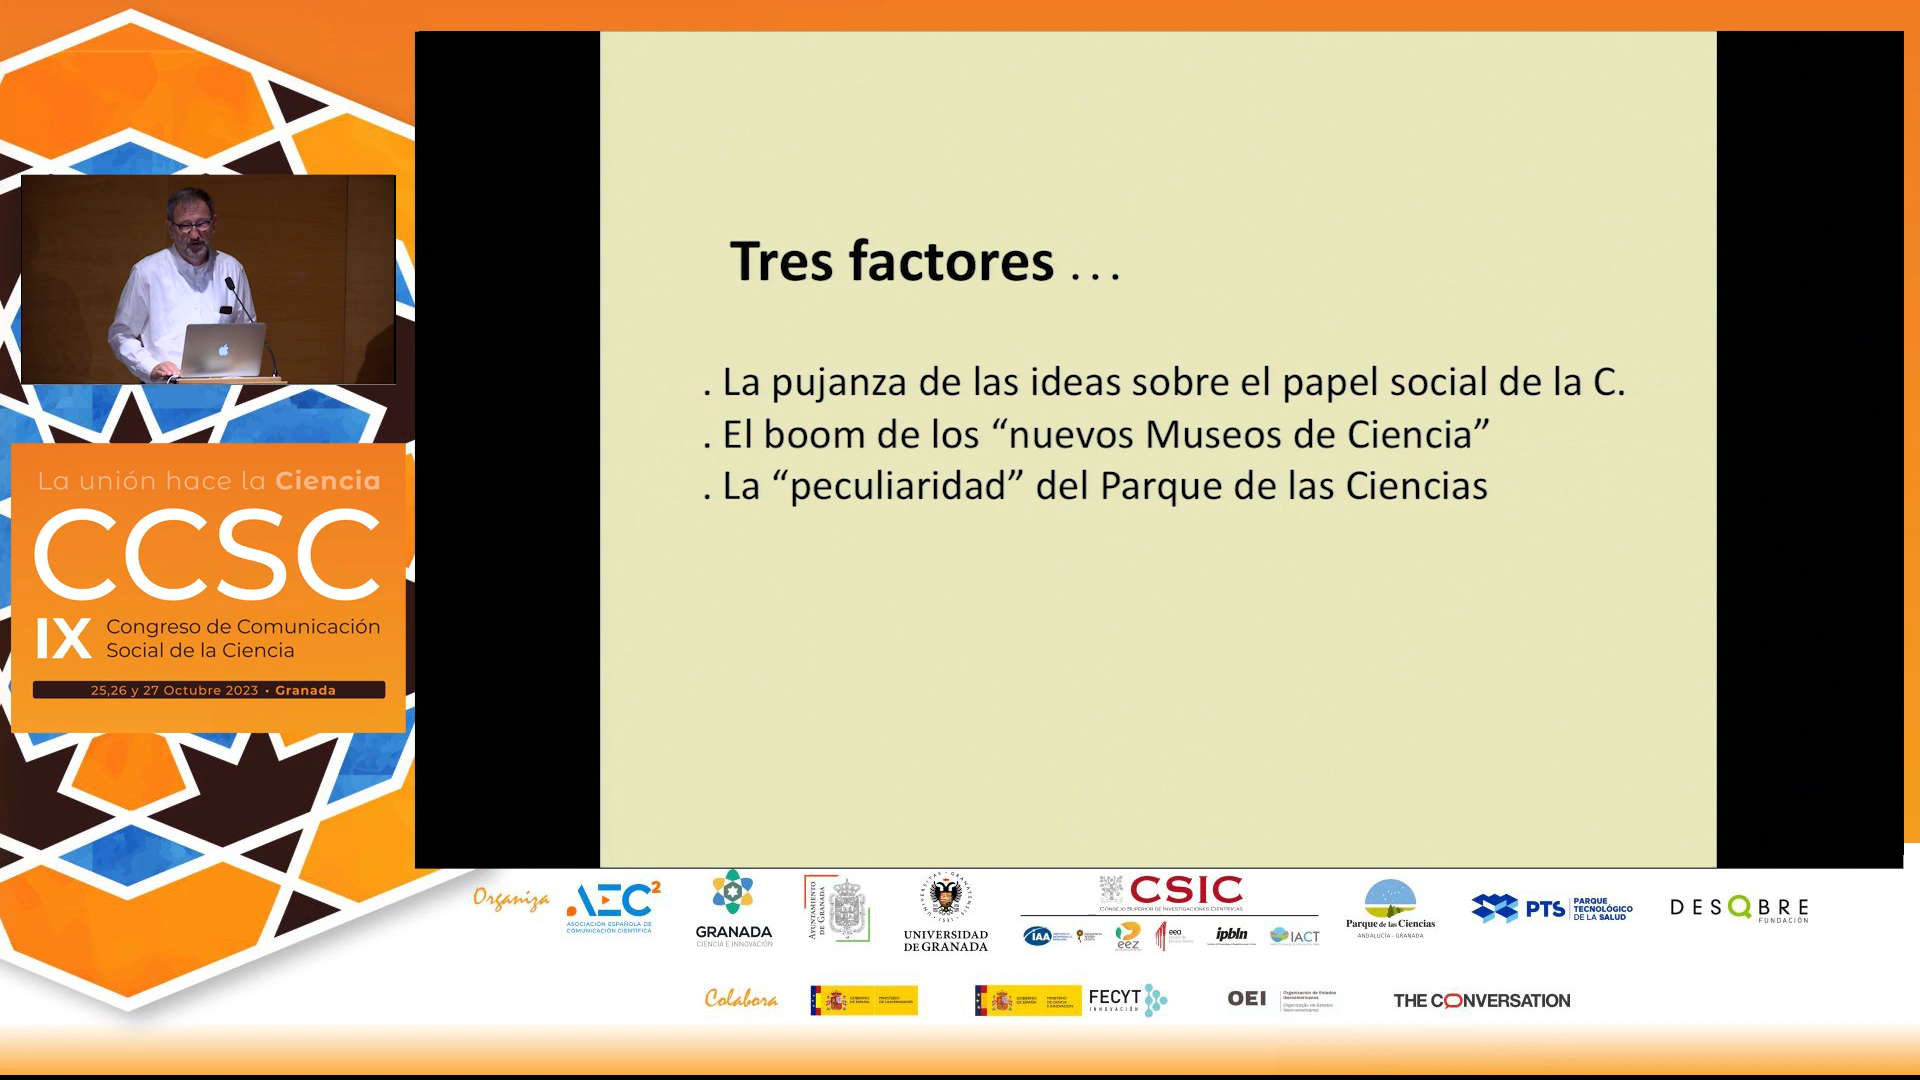 Tres factores ...
. La pujanza de las ideas sobre el papel social de la C.
. El boom de los “nuevos Museos de Ciencia”
. La “peculiaridad” del Parque de las Ciencias
La unión hace la Ciencia
CCSC
IX Congreso de Comunicación
Social de la Ciencia
25,26 y 27 Octubre 2023 • Granada
Organiza
AEC2
ASOCIACIÓN ESPAÑOLA DE
COMUNICACIÓN CIENTÍFICA
GRANADA
CIENCIA E INNOVACIÓN
AYUNTAMIENTO
DE GRANADA
UNIVERSIDAD
DE GRANADA
CSIC
CONSEJO SUPERIOR DE INVESTIGACIONES CIENTÍFICAS
IAA
eez
eea
ipbln
IACT
Parque de las Ciencias
ANDALUCÍA - GRANADA
PTS PARQUE
TECNOLÓGICO
DE LA SALUD
DESQBRE
FUNDACIÓN
Colabora
GOBIERNO
DE ESPAÑA
MINISTERIO
DE UNIVERSIDADES
GOBIERNO
DE ESPAÑA
MINISTERIO
DE CIENCIA
E INNOVACIÓN
FECYT
INNOVACIÓN
OEI
Organización de Estados
Iberoamericanos
THE CONVERSATION